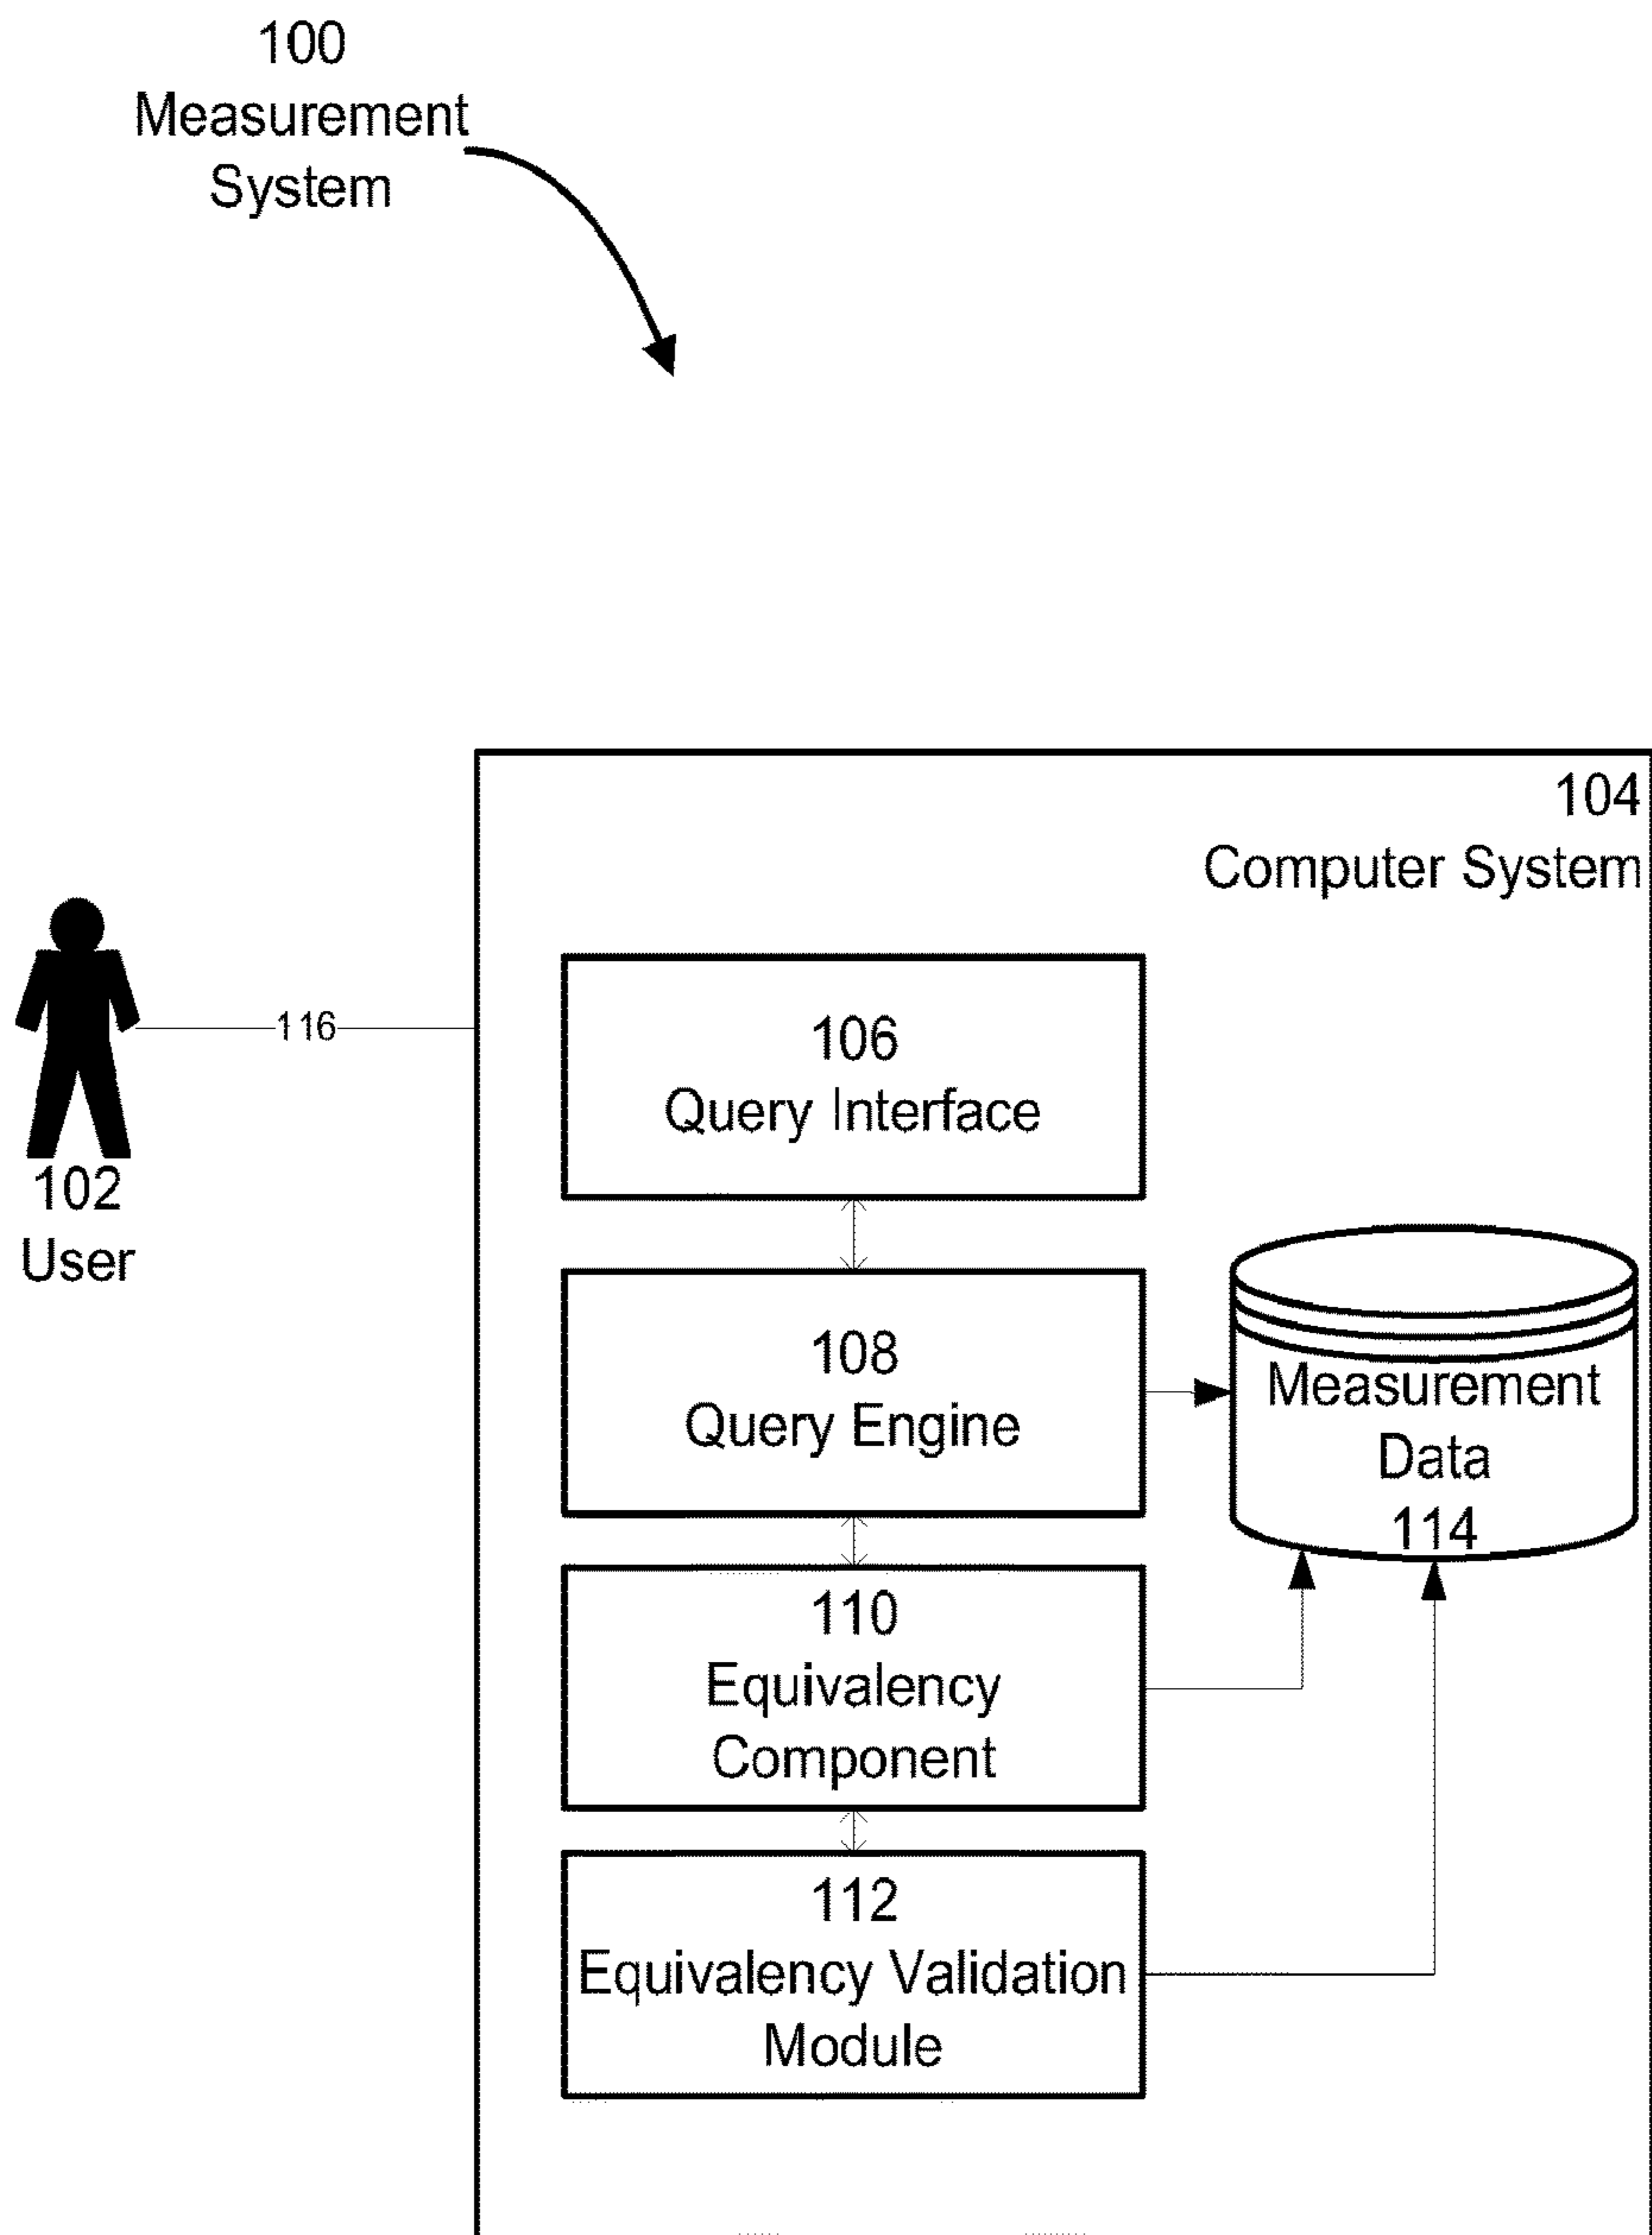 100
Measurement
System
104
Computer System
116
102
User
106
Query Interface
108
Query Engine
Measurement
Data
114
110
Equivalency
Component
112
Equivalency Validation
Module